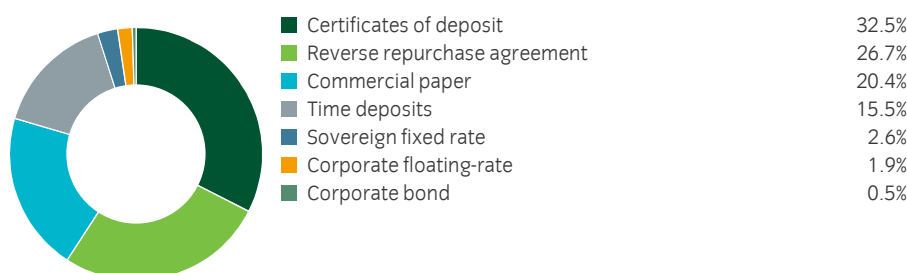 Certificates of deposit 32.5%
Reverse repurchase agreement 26.7%
Commercial paper 20.4%
Time deposits 15.5%
Sovereign fixed rate 2.6%
Corporate floating-rate 1.9%
Corporate bond 0.5%